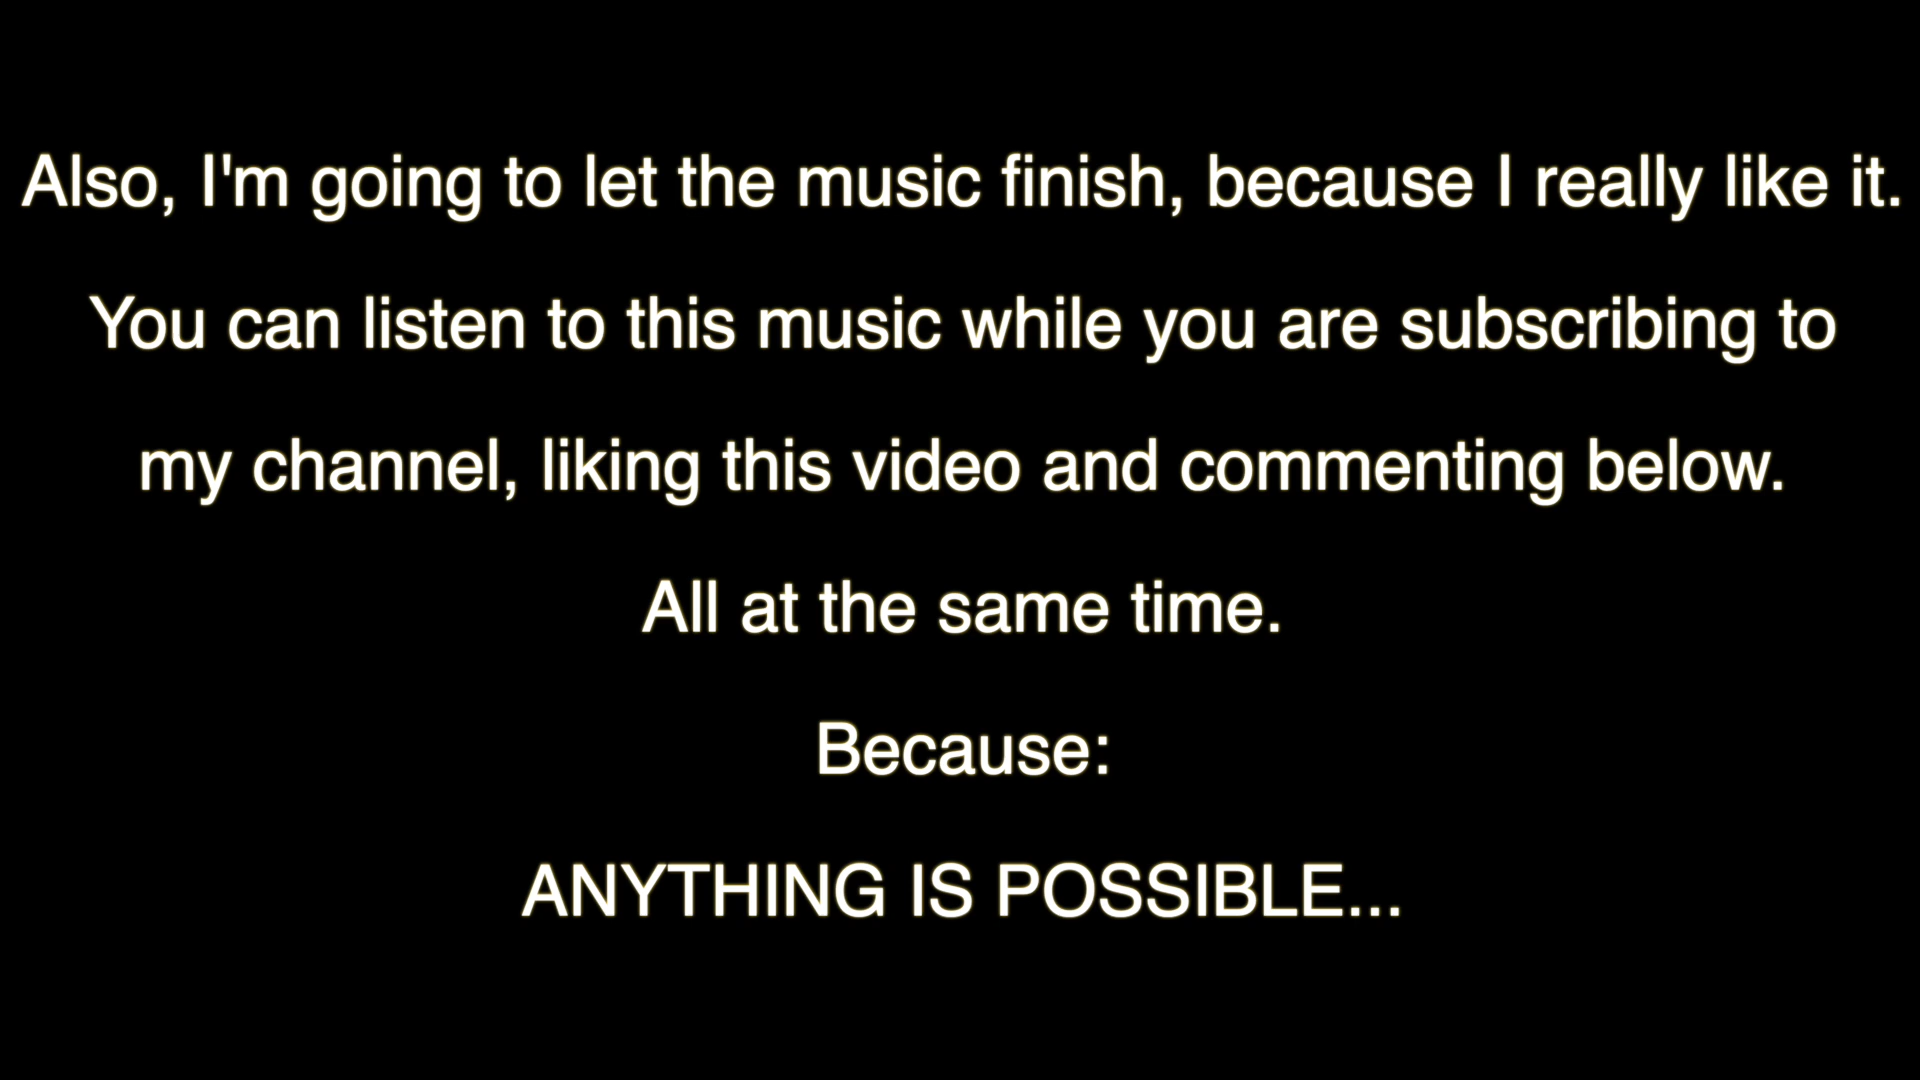 Also, I'm going to let the music finish, because I really like it.
You can listen to this music while you are subscribing to
my channel, liking this video and commenting below.
All at the same time.
Because:
ANYTHING IS POSSIBLE...